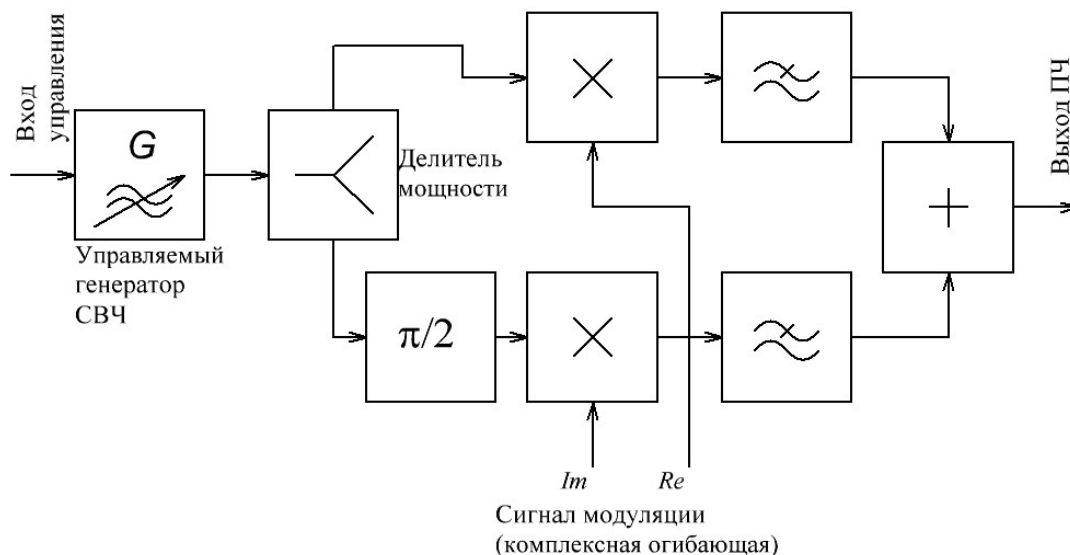 Вход
управления
G
Управляемый
генератор
СВЧ
Делитель
мощности
π/2
Im
Re
Сигнал модуляции
(комплексная огибающая)
Выход ПЧ